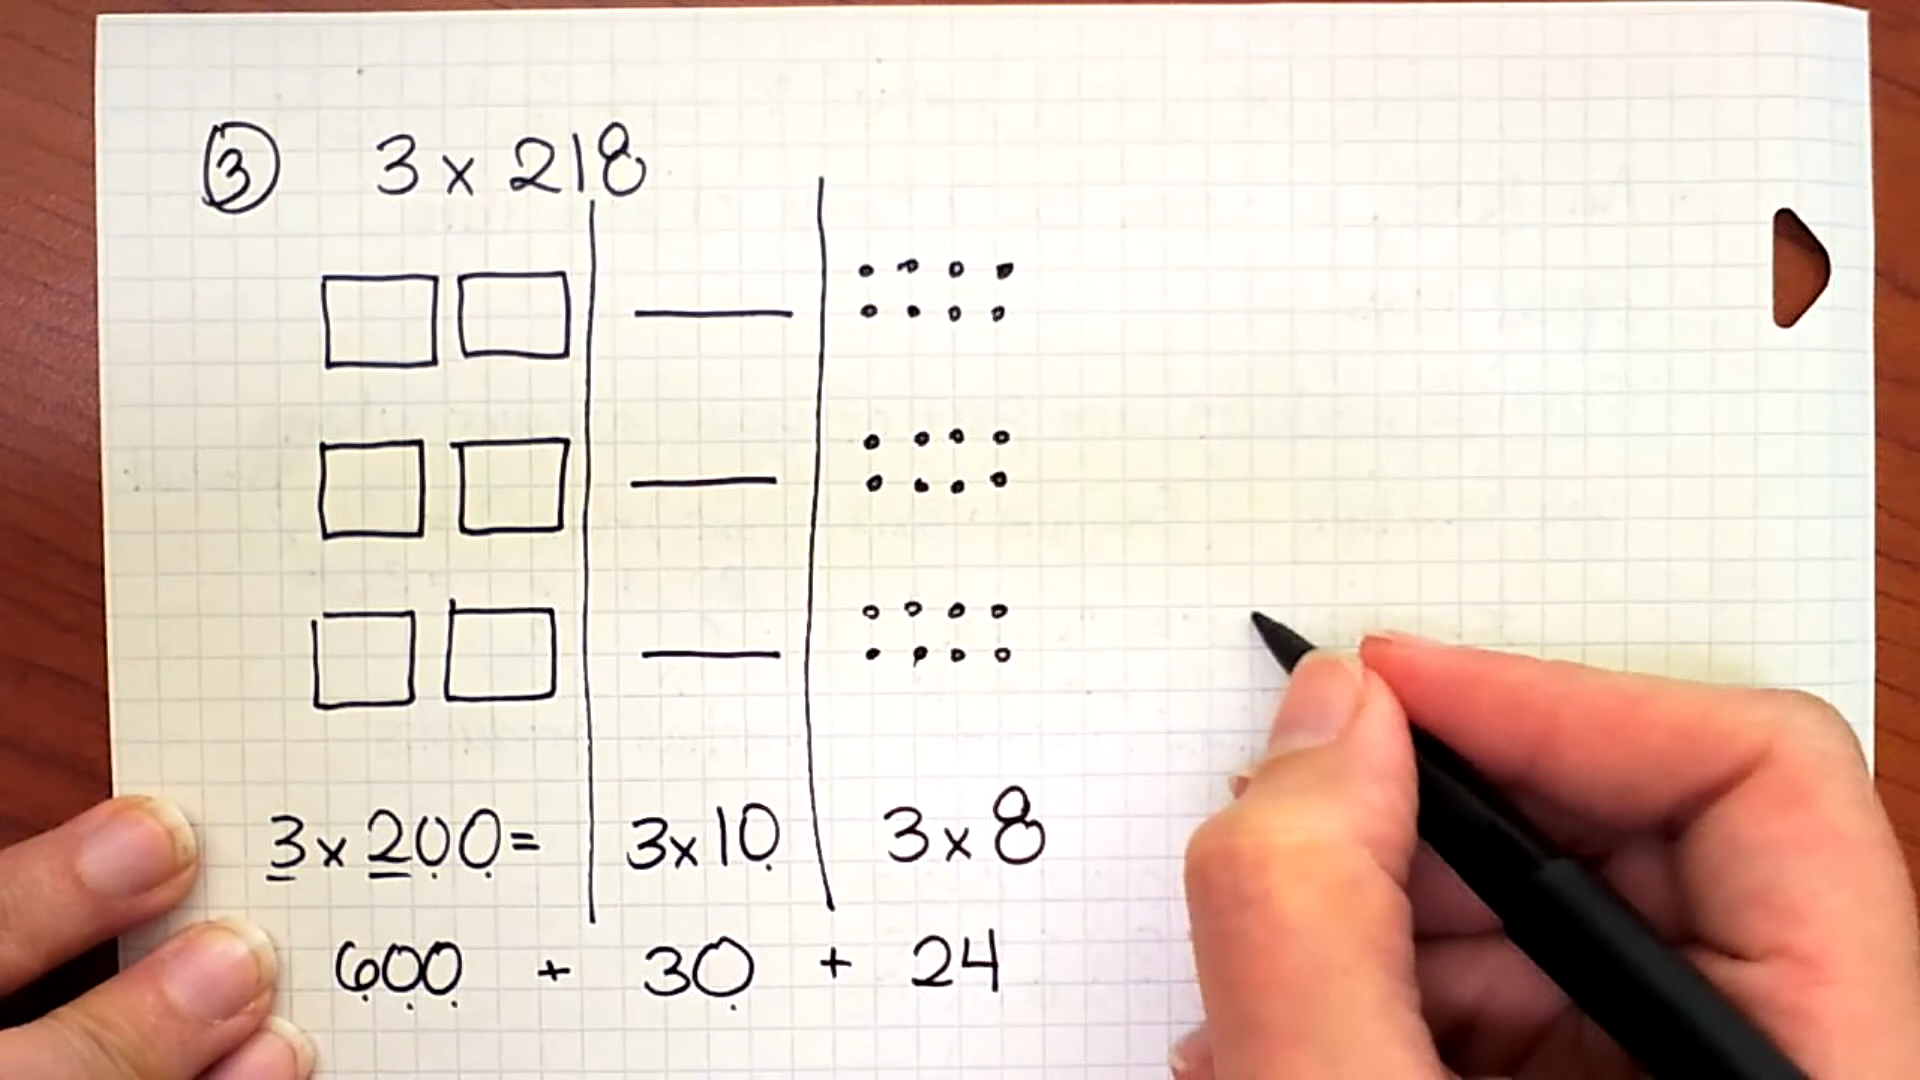 ③ 3 x 218
3 x 200 = 3 x 10 3 x 8
600 + 30 + 24